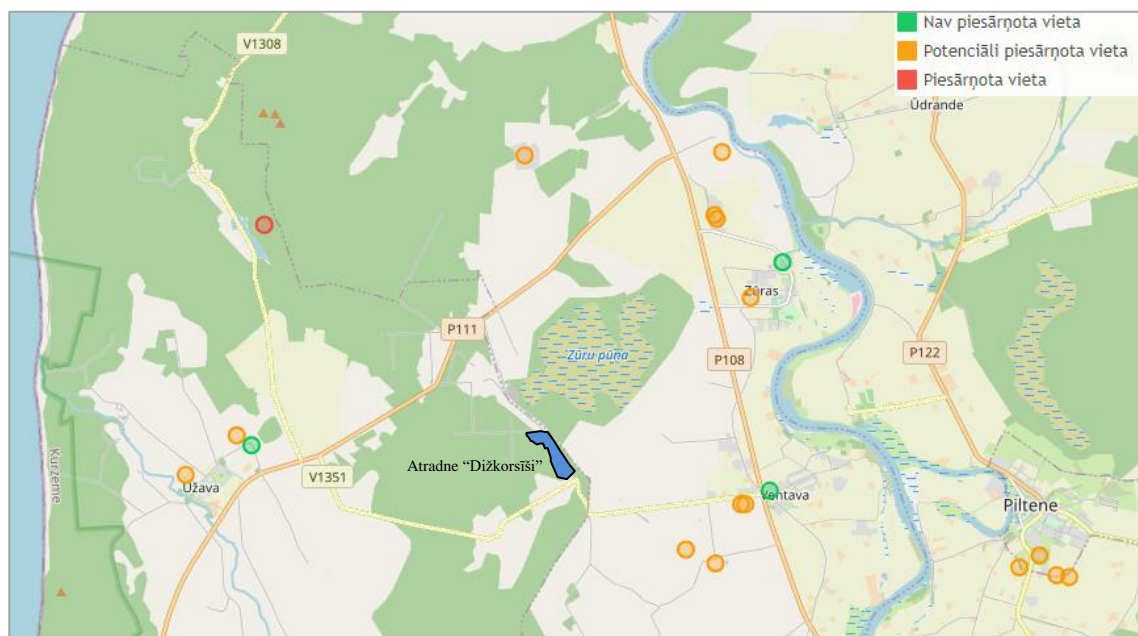 Nav piesārņota vieta
Potenciāli piesārņota vieta
Piesārņota vieta
V1308
Ūdrande
Zūras
P111
Zūru pūņa
P108
P122
Kurzeme
Atradne “Dižkorsīši”
V1351
Užava
Ventava
Piltene